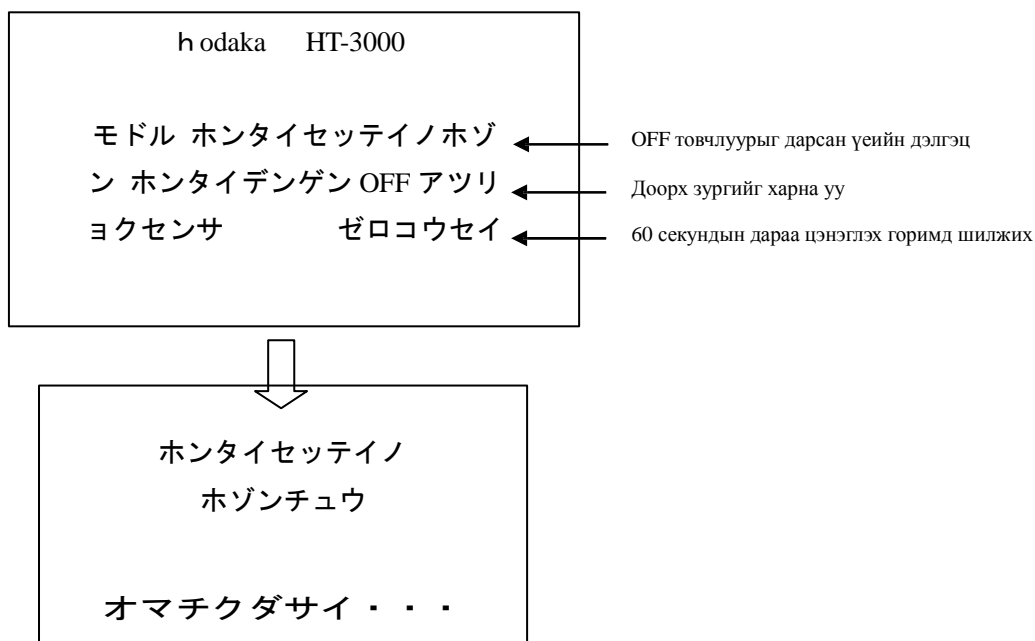 hodaka HT-3000
モドル ホンタイセッテイノホゾ
OFF товчлуурыг дарсан үеийн дэлгэц
ン ホンタイデンゲン OFF アツリ
Доорх зургийг харна уу
ョクセンサ ゼロコウセイ
60 секундын дараа цэнэглэх горимд шилжих
ホンタイセッテイノ
ホゾンチュウ
オマチクダサイ・・・